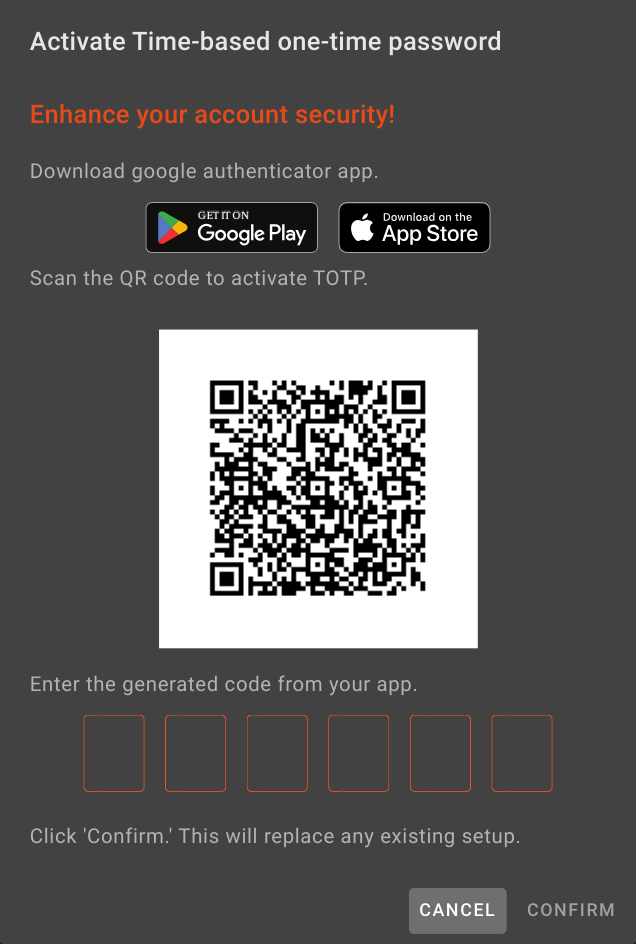 Activate Time-based one-time password
Enhance your account security!
Download google authenticator app.
GET IT ON
Google Play
Download on the
App Store
Scan the QR code to activate TOTP.
Enter the generated code from your app.
Click 'Confirm.' This will replace any existing setup.
CANCEL
CONFIRM